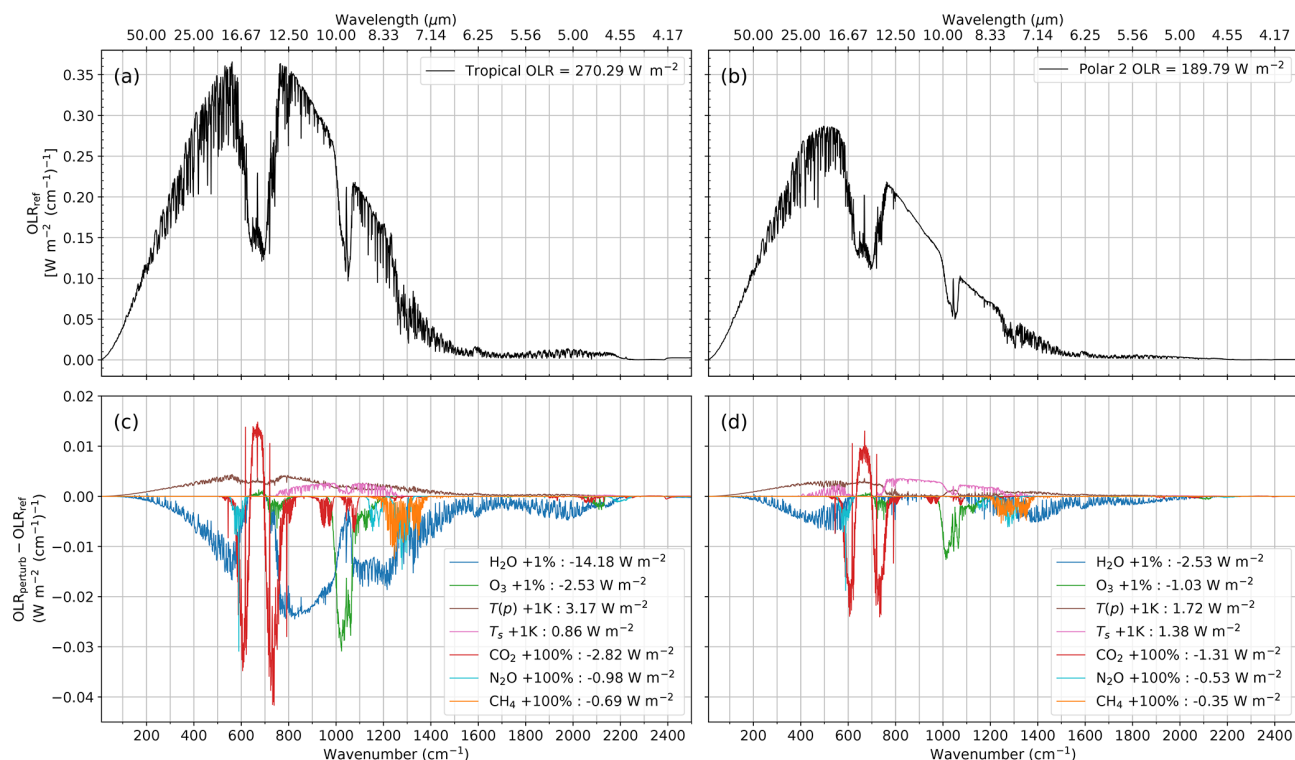 Wavelength (μm)
50.00 25.00 16.67 12.50 10.00 8.33 7.14 6.25 5.56 5.00 4.55 4.17
(a)
Tropical OLR = 270.29 W m⁻²
0.35
0.30
0.25
0.20
0.15
0.10
0.05
0.00
OLR_ref
[W m⁻² (cm⁻¹)⁻¹]
Wavelength (μm)
50.00 25.00 16.67 12.50 10.00 8.33 7.14 6.25 5.56 5.00 4.55 4.17
(b)
Polar 2 OLR = 189.79 W m⁻²
(c)
0.02
0.01
0.00
−0.01
−0.02
−0.03
−0.04
OLR_perturb − OLR_ref
(W m⁻² (cm⁻¹)⁻¹)
H₂O +1% : -14.18 W m⁻²
O₃ +1% : -2.53 W m⁻²
T(p) +1K : 3.17 W m⁻²
Tₛ +1K : 0.86 W m⁻²
CO₂ +100% : -2.82 W m⁻²
N₂O +100% : -0.98 W m⁻²
CH₄ +100% : -0.69 W m⁻²
200 400 600 800 1000 1200 1400 1600 1800 2000 2200 2400
Wavenumber (cm⁻¹)
(d)
H₂O +1% : -2.53 W m⁻²
O₃ +1% : -1.03 W m⁻²
T(p) +1K : 1.72 W m⁻²
Tₛ +1K : 1.38 W m⁻²
CO₂ +100% : -1.31 W m⁻²
N₂O +100% : -0.53 W m⁻²
CH₄ +100% : -0.35 W m⁻²
200 400 600 800 1000 1200 1400 1600 1800 2000 2200 2400
Wavenumber (cm⁻¹)